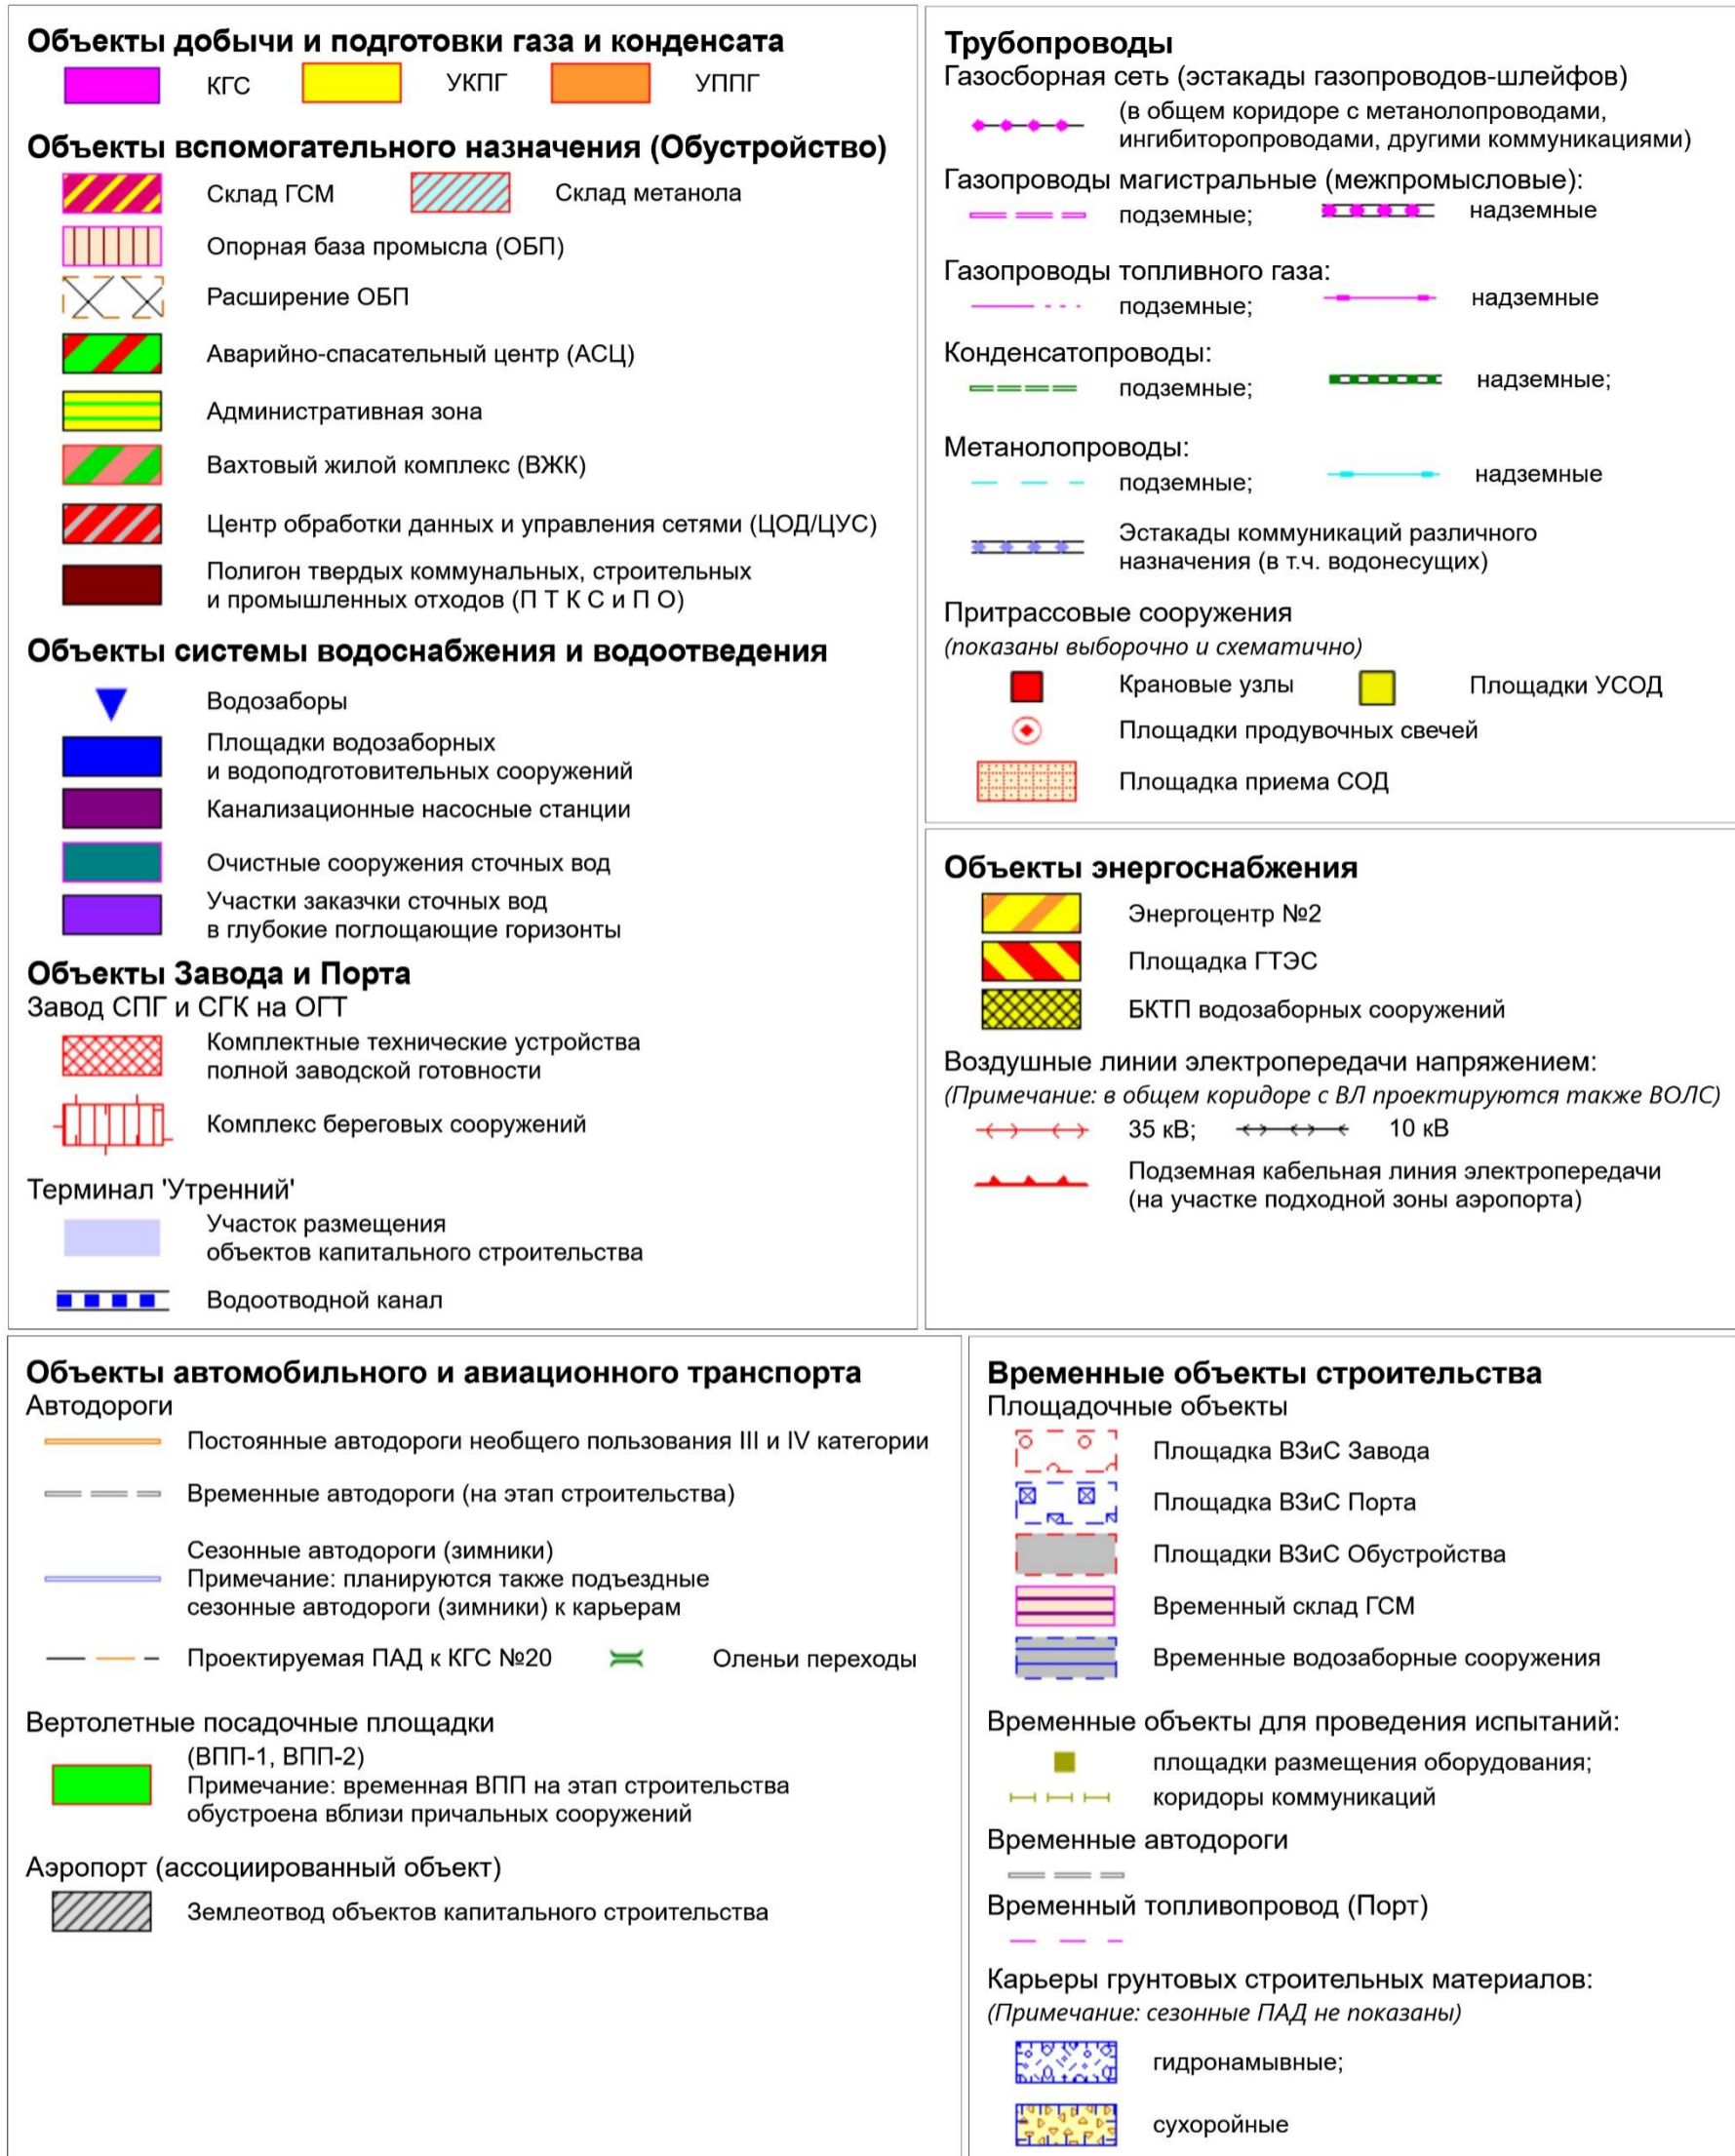 Объекты добычи и подготовки газа и конденсата
КГС УКПГ УППГ
Объекты вспомогательного назначения (Обустройство)
Склад ГСМ Склад метанола
Опорная база промысла (ОБП)
Расширение ОБП
Аварийно-спасательный центр (АСЦ)
Административная зона
Вахтовый жилой комплекс (ВЖК)
Центр обработки данных и управления сетями (ЦОД/ЦУС)
Полигон твердых коммунальных, строительных
и промышленных отходов (П Т К С и П О)
Объекты системы водоснабжения и водоотведения
Водозаборы
Площадки водозаборных
и водоподготовительных сооружений
Канализационные насосные станции
Очистные сооружения сточных вод
Участки заказчки сточных вод
в глубокие поглощающие горизонты
Объекты Завода и Порта
Завод СПГ и СГК на ОГТ
Комплектные технические устройства
полной заводской готовности
Комплекс береговых сооружений
Терминал 'Утренний'
Участок размещения
объектов капитального строительства
Водоотводной канал
Трубопроводы
Газосборная сеть (эстакады газопроводов-шлейфов)
(в общем коридоре с метанолопроводами,
ингибиторопроводами, другими коммуникациями)
Газопроводы магистральные (межпромысловые):
подземные; надземные
Газопроводы топливного газа:
подземные; надземные
Конденсатопроводы:
подземные; надземные;
Метанолопроводы:
подземные; надземные
Эстакады коммуникаций различного
назначения (в т.ч. водонесущих)
Притрассовые сооружения
(показаны выборочно и схематично)
Крановые узлы Площадки УСОД
Площадки продувочных свечей
Площадка приема СОД
Объекты энергоснабжения
Энергоцентр №2
Площадка ГТЭС
БКТП водозаборных сооружений
Воздушные линии электропередачи напряжением:
(Примечание: в общем коридоре с ВЛ проектируются также ВОЛС)
35 кВ; 10 кВ
Подземная кабельная линия электропередачи
(на участке подходной зоны аэропорта)
Объекты автомобильного и авиационного транспорта
Автодороги
Постоянные автодороги необщего пользования III и IV категории
Временные автодороги (на этап строительства)
Сезонные автодороги (зимники)
Примечание: планируются также подъездные
сезонные автодороги (зимники) к карьерам
Проектируемая ПАД к КГС №20 Оленьи переходы
Вертолетные посадочные площадки
(ВПП-1, ВПП-2)
Примечание: временная ВПП на этап строительства
обустроена вблизи причальных сооружений
Аэропорт (ассоциированный объект)
Землеотвод объектов капитального строительства
Временные объекты строительства
Площадочные объекты
Площадка ВЗиС Завода
Площадка ВЗиС Порта
Площадки ВЗиС Обустройства
Временный склад ГСМ
Временные водозаборные сооружения
Временные объекты для проведения испытаний:
площадки размещения оборудования;
коридоры коммуникаций
Временные автодороги
Временный топливопровод (Порт)
Карьеры грунтовых строительных материалов:
(Примечание: сезонные ПАД не показаны)
гидронамывные;
сухоройные